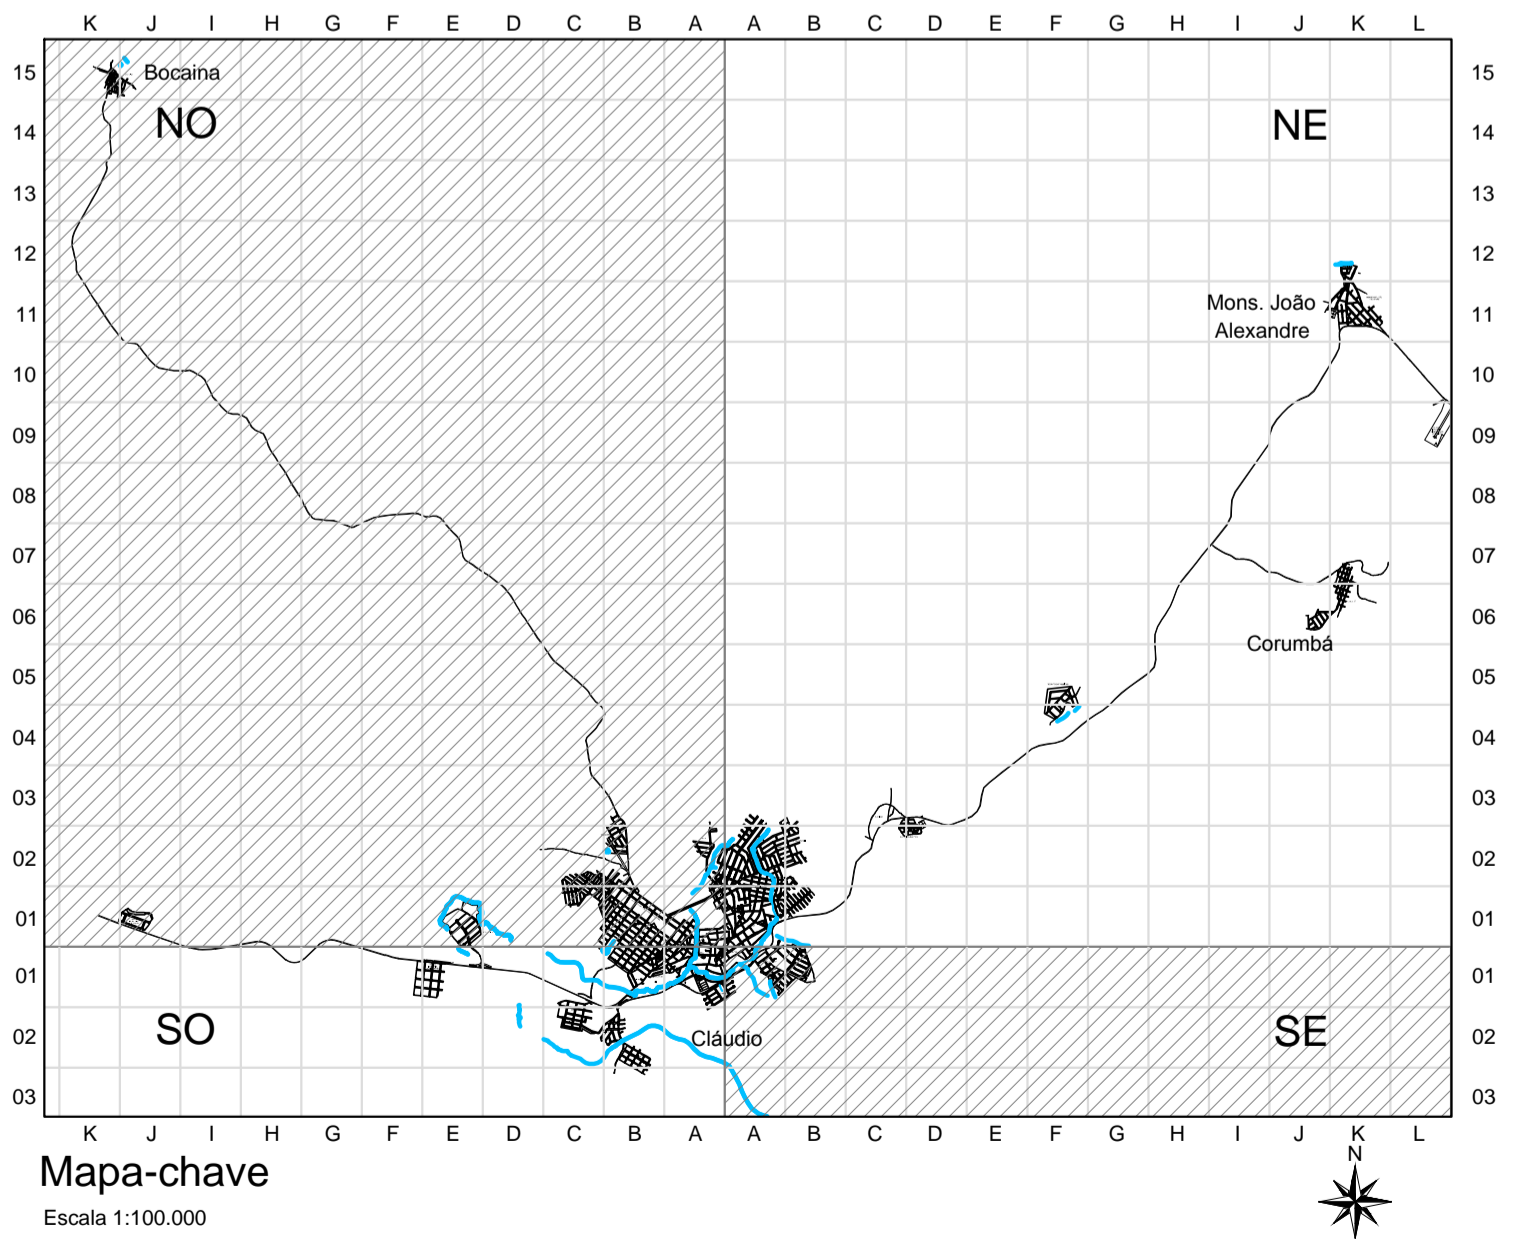 K J I H G F E D C B A A B C D E F G H I J K L
15 Bocaina 15
NO NE
14 14
13 13
12 12
Mons. João
11 11
Alexandre
10 10
09 09
08 08
07 07
06 06
Corumbá
05 05
04 04
03 03
02 02
01 01
01 01
SO SE
02 Cláudio 02
03 03
K J I H G F E D C B A A B C D E F G H I J K L
N
Mapa-chave
Escala 1:100.000